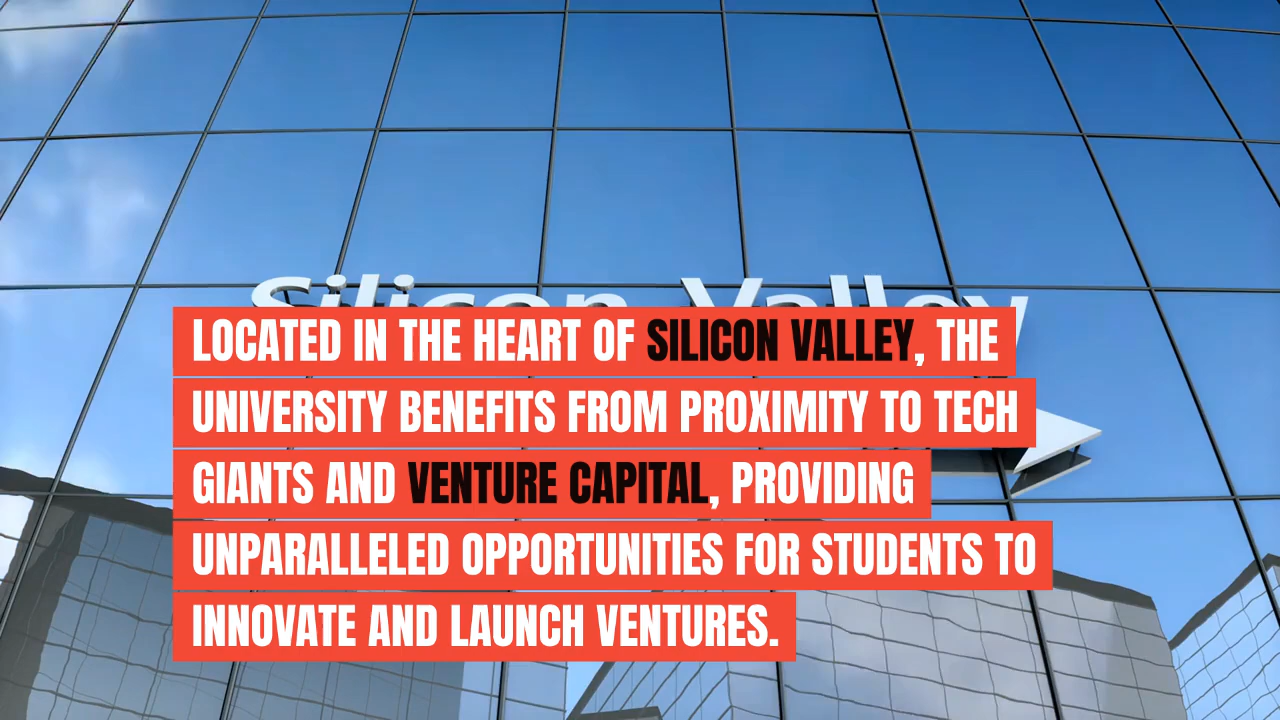 Silicon Valley
LOCATED IN THE HEART OF SILICON VALLEY, THE
UNIVERSITY BENEFITS FROM PROXIMITY TO TECH
GIANTS AND VENTURE CAPITAL, PROVIDING
UNPARALLELED OPPORTUNITIES FOR STUDENTS TO
INNOVATE AND LAUNCH VENTURES.